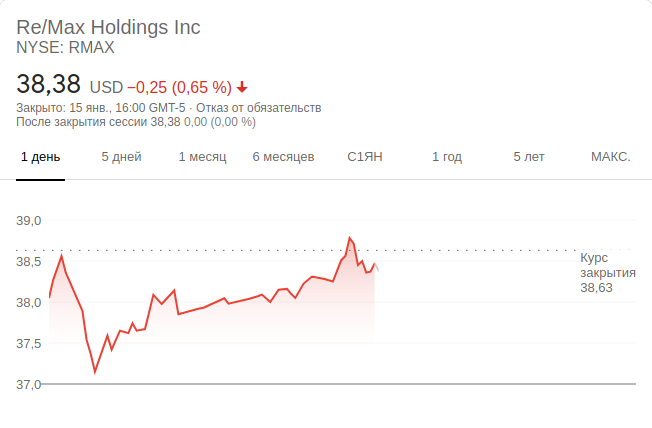 Re/Max Holdings Inc
NYSE: RMAX
38,38 USD −0,25 (0,65 %)
Закрыто: 15 янв., 16:00 GMT-5 · Отказ от обязательств
После закрытия сессии 38,38 0,00 (0,00 %)
1 день 5 дней 1 месяц 6 месяцев С1ЯН 1 год 5 лет МАКС.
39,0
38,5
38,0
37,5
37,0
Курс
закрытия
38,63